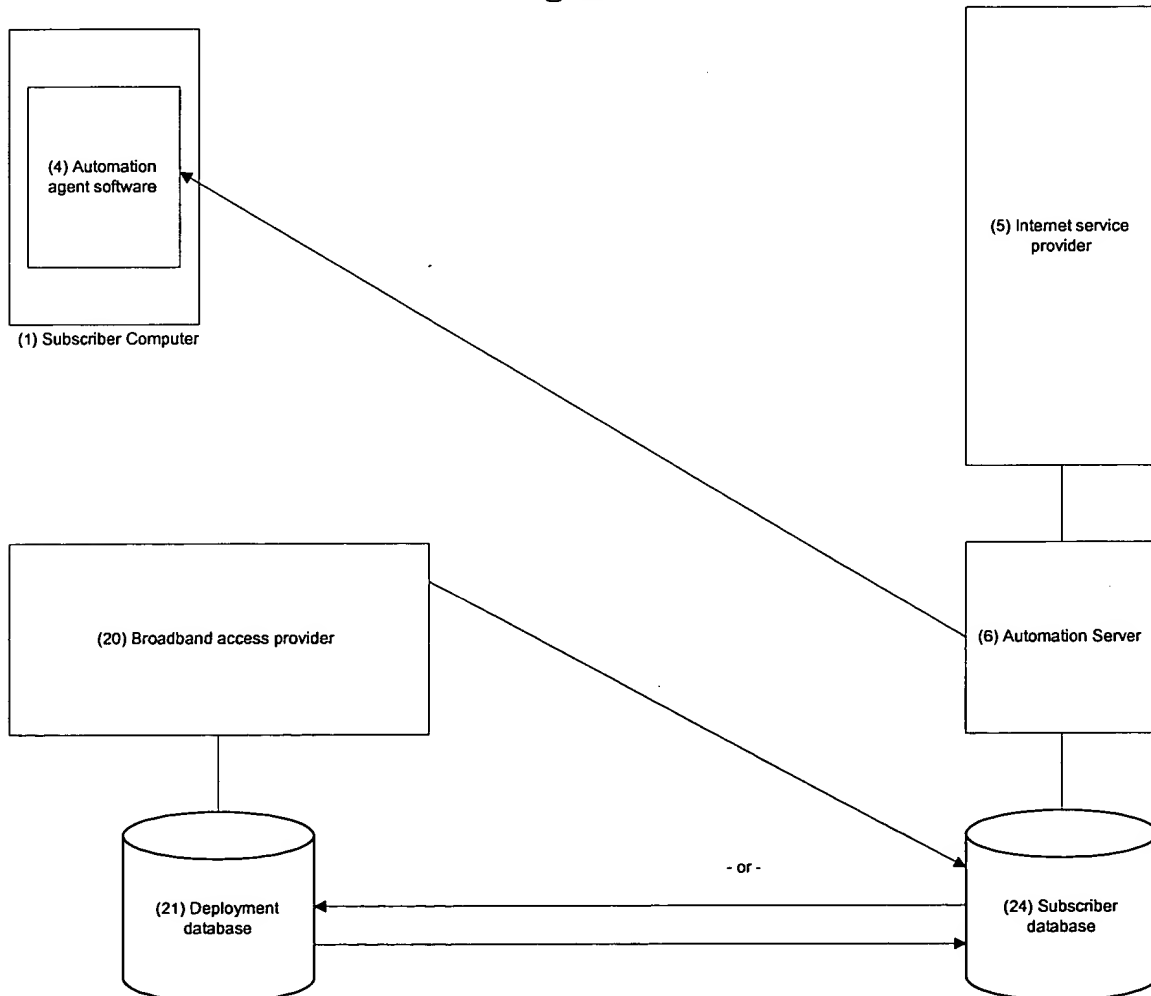 (4) Automation
agent software
(5) Internet service
provider
(1) Subscriber Computer
(20) Broadband access provider
(6) Automation Server
- or -
(21) Deployment
database
(24) Subscriber
database